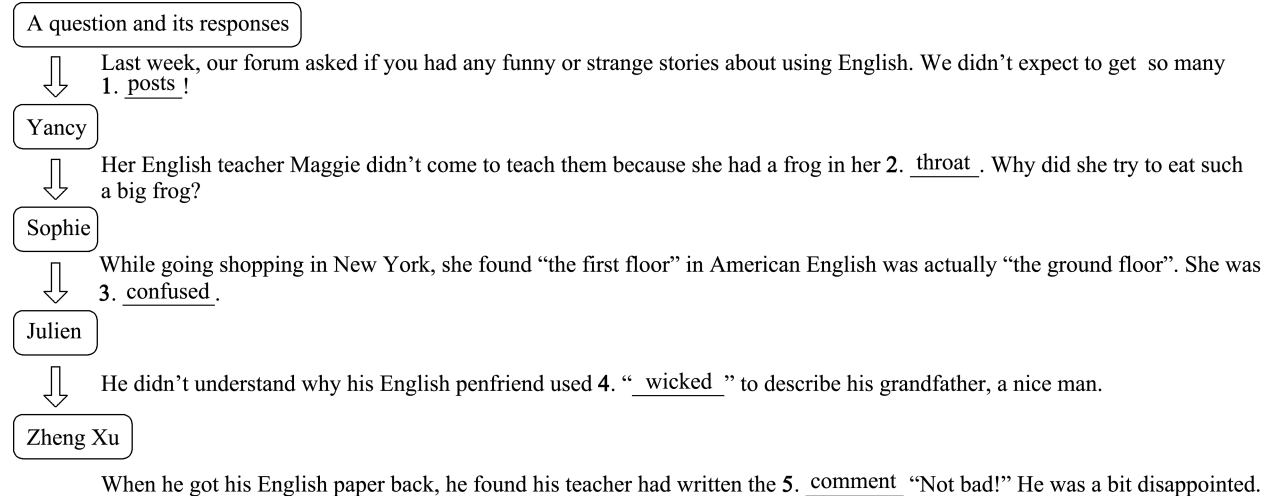 A question and its responses
Last week, our forum asked if you had any funny or strange stories about using English. We didn’t expect to get so many
1. posts !
Yancy
Her English teacher Maggie didn’t come to teach them because she had a frog in her 2. throat . Why did she try to eat such
a big frog?
Sophie
While going shopping in New York, she found “the first floor” in American English was actually “the ground floor”. She was
3. confused .
Julien
He didn’t understand why his English penfriend used 4. “ wicked ” to describe his grandfather, a nice man.
Zheng Xu
When he got his English paper back, he found his teacher had written the 5. comment “Not bad!” He was a bit disappointed.